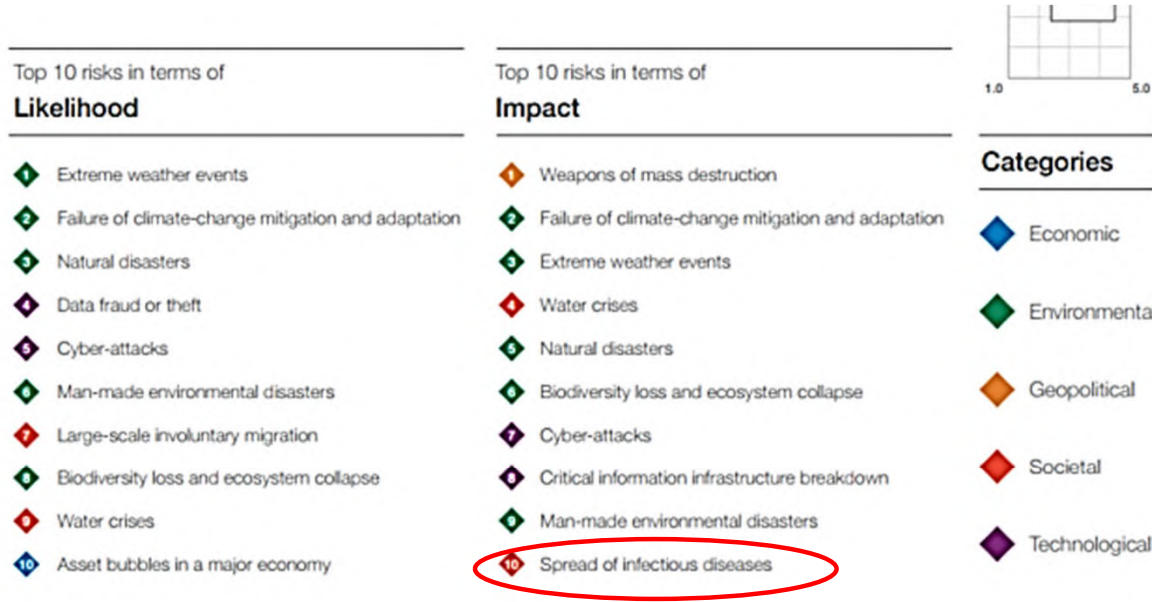 Top 10 risks in terms of
Likelihood
1 Extreme weather events
2 Failure of climate-change mitigation and adaptation
3 Natural disasters
4 Data fraud or theft
5 Cyber-attacks
6 Man-made environmental disasters
7 Large-scale involuntary migration
8 Biodiversity loss and ecosystem collapse
9 Water crises
10 Asset bubbles in a major economy
Top 10 risks in terms of
Impact
1 Weapons of mass destruction
2 Failure of climate-change mitigation and adaptation
3 Extreme weather events
4 Water crises
5 Natural disasters
6 Biodiversity loss and ecosystem collapse
7 Cyber-attacks
8 Critical information infrastructure breakdown
9 Man-made environmental disasters
10 Spread of infectious diseases
1.0 5.0
Categories
Economic
Environmenta
Geopolitical
Societal
Technological